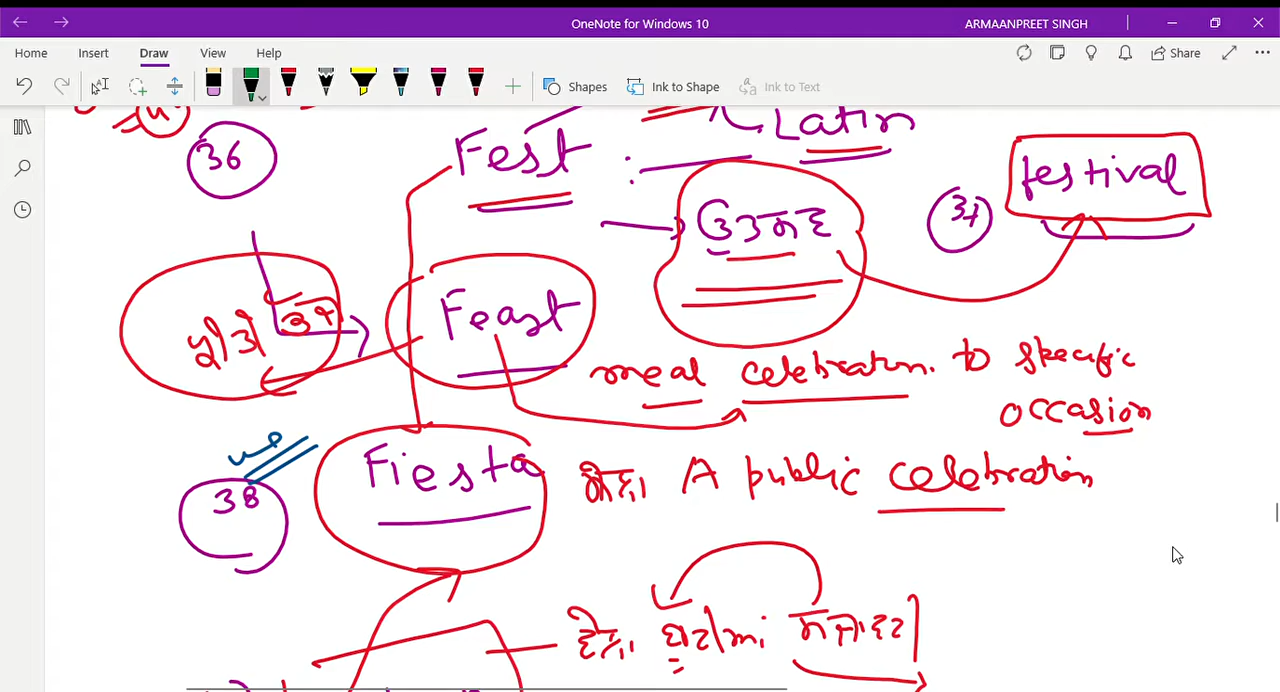 OneNote for Windows 10
ARMAANPREET SINGH
Home Insert Draw View Help
Share
Shapes Ink to Shape Ink to Text
Latin
36 Fest :
festival
37
ਉਤਸਵ
Feast
meal celebration. to specific
occasion
Fiesta ਮੇਲਾ A public celebration
38